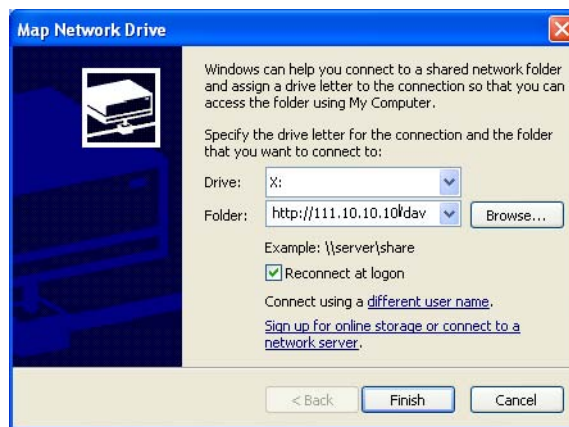 Map Network Drive
Windows can help you connect to a shared network folder
and assign a drive letter to the connection so that you can
access the folder using My Computer.
Specify the drive letter for the connection and the folder
that you want to connect to:
Drive: X:
Folder: http://111.10.10.10/dav Browse...
Example: \\server\share
Reconnect at logon
Connect using a different user name.
Sign up for online storage or connect to a
network server.
< Back Finish Cancel